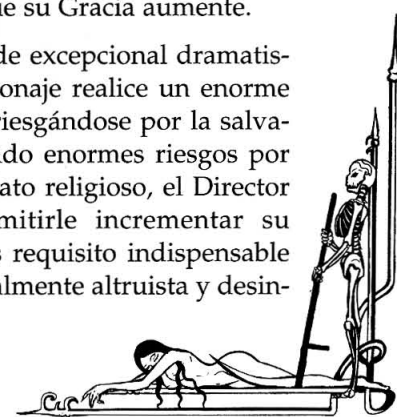 e su Gracia aumente.
de excepcional dramatis-
onaje realice un enorme
riesgándose por la salva-
do enormes riesgos por
ato religioso, el Director
mitirle incrementar su
s requisito indispensable
lmente altruista y desin-